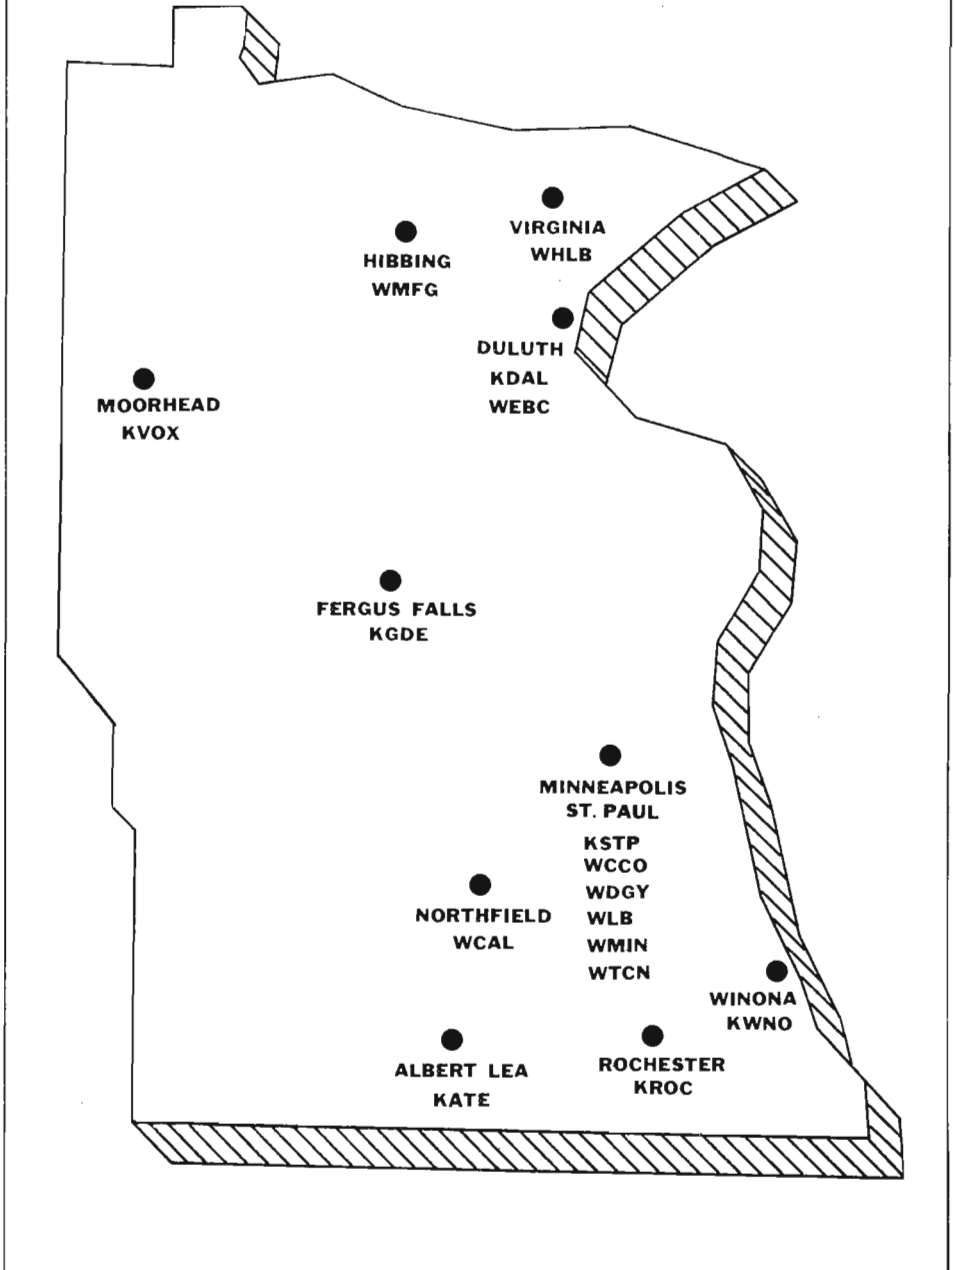 VIRGINIA
WHLB
HIBBING
WMFG
DULUTH
KDAL
WEBC
MOORHEAD
KVOX
FERGUS FALLS
KGDE
MINNEAPOLIS
ST. PAUL
KSTP
WCCO
WDGY
WLB
WMIN
WTCN
NORTHFIELD
WCAL
WINONA
KWNO
ROCHESTER
KROC
ALBERT LEA
KATE